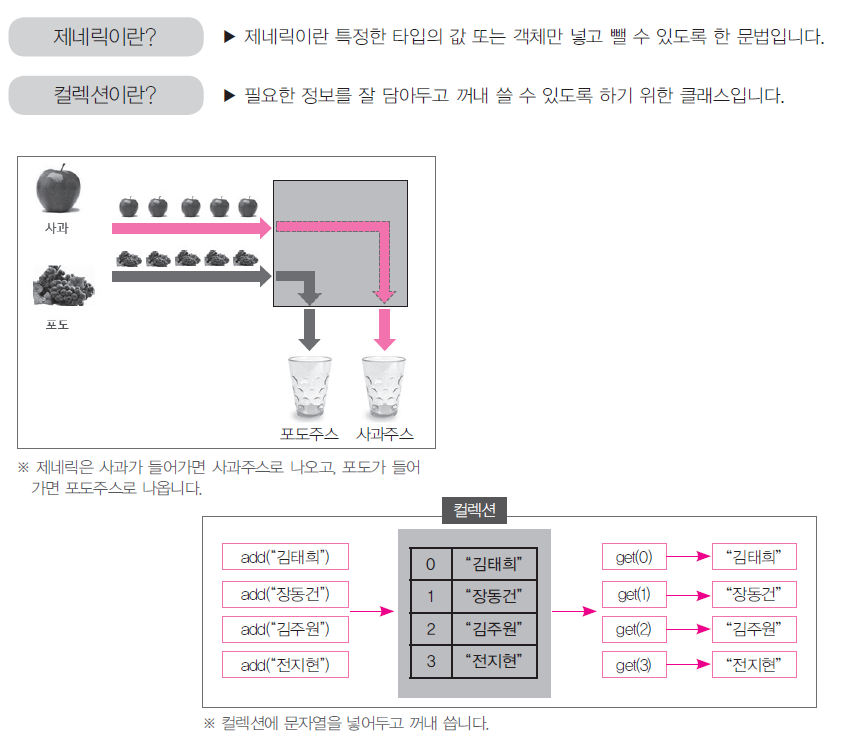 제네릭이란?
▶ 제네릭이란 특정한 타입의 값 또는 객체만 넣고 뺄 수 있도록 한 문법입니다.
컬렉션이란?
▶ 필요한 정보를 잘 담아두고 꺼내 쓸 수 있도록 하기 위한 클래스입니다.
사과
포도
포도주스 사과주스
※ 제네릭은 사과가 들어가면 사과주스로 나오고, 포도가 들어
가면 포도주스로 나옵니다.
컬렉션
add("김태희") 0 "김태희" get(0) "김태희"
add("장동건") 1 "장동건" get(1) "장동건"
add("김주원") 2 "김주원" get(2) "김주원"
add("전지현") 3 "전지현" get(3) "전지현"
※ 컬렉션에 문자열을 넣어두고 꺼내 씁니다.